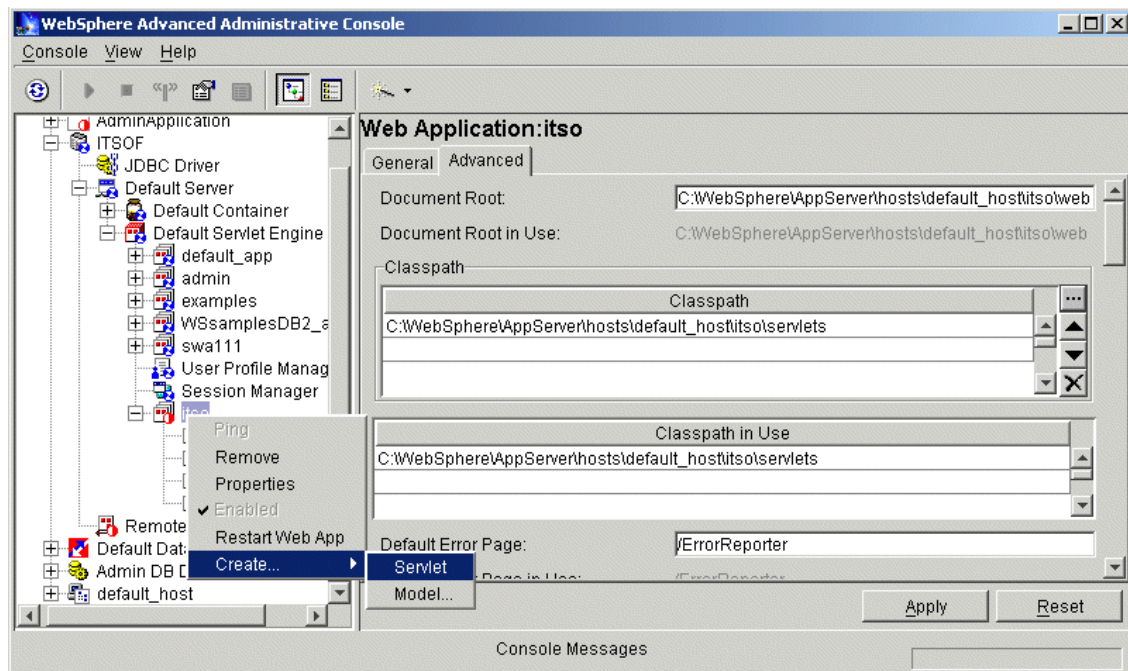 WebSphere Advanced Administrative Console
Console View Help
AdminApplication
ITSOF
JDBC Driver
Default Server
Default Container
Default Servlet Engine
default_app
admin
examples
WSsamplesDB2_a
swa111
User Profile Manag
Session Manager
itso
Remote
Default Dat
Admin DB D
default_host
Ping
Remove
Properties
Enabled
Restart Web App
Create...
Servlet
Model...
Web Application:itso
General Advanced
Document Root: C:\WebSphere\AppServer\hosts\default_host\itso\web
Document Root in Use: C:\WebSphere\AppServer\hosts\default_host\itso\web
Classpath
Classpath
C:\WebSphere\AppServer\hosts\default_host\itso\servlets
Classpath in Use
C:\WebSphere\AppServer\hosts\default_host\itso\servlets
Default Error Page: /ErrorReporter
Page in Use: /ErrorReporter
Apply Reset
Console Messages